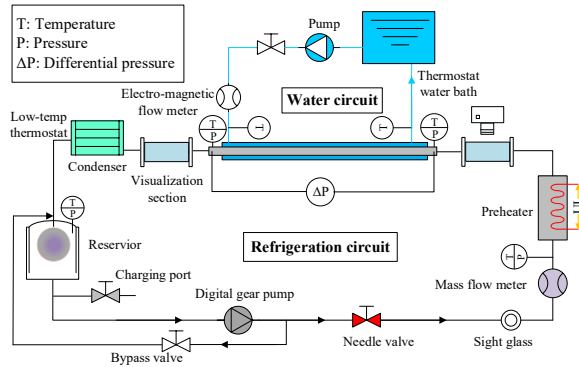 T: Temperature
P: Pressure
ΔP: Differential pressure
Pump
Electro-magnetic
flow meter
Water circuit
Thermostat
water bath
Low-temp
thermostat
Condenser
T
P
T
T
T
P
Visualization
section
ΔP
Preheater
T
P
Reservior
Refrigeration circuit
T
P
Charging port
Digital gear pump
Mass flow meter
Bypass valve
Needle valve
Sight glass